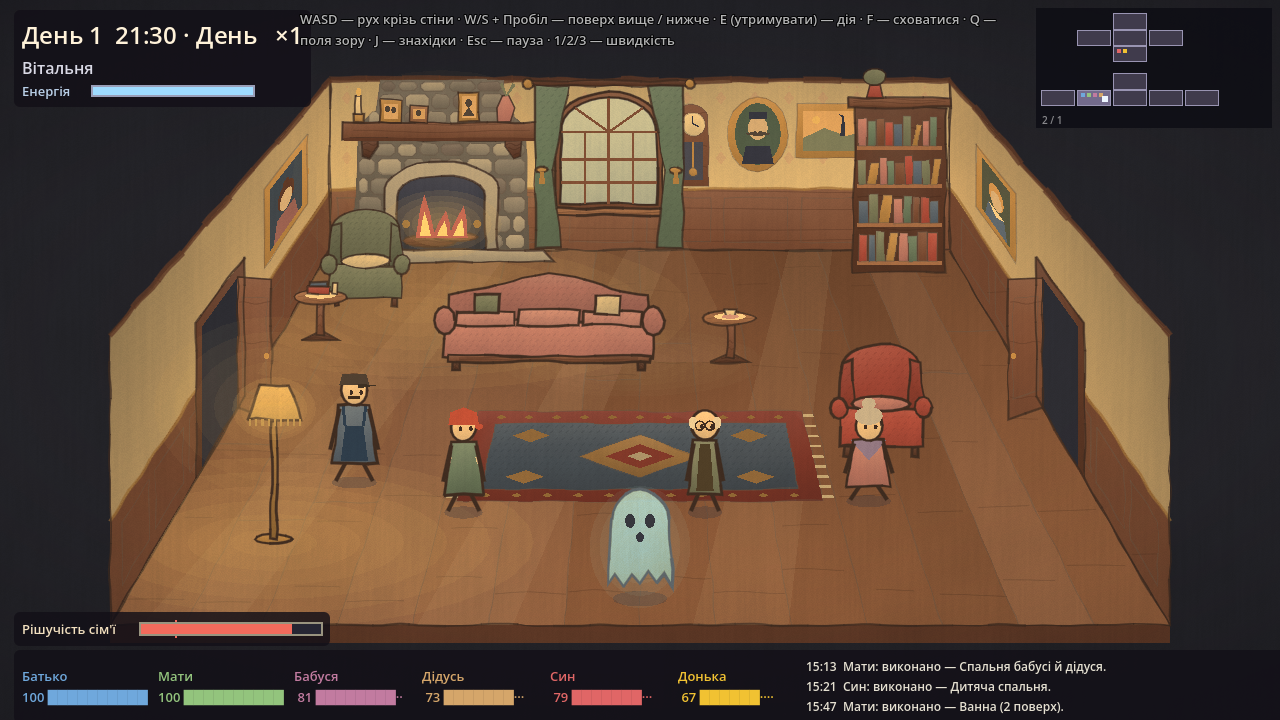 День 1  21:30 · День  ×1
WASD — рух крізь стіни · W/S + Пробіл — поверх вище / нижче · E (утримувати) — дія · F — сховатися · Q —
поля зору · J — знахідки · Esc — пауза · 1/2/3 — швидкість
Вітальня
Енергія
2 / 1
Рішучість сім'ї
Батько Мати Бабуся Дідусь Син Донька
100 100 81 73 79 67
15:13 Мати: виконано — Спальня бабусі й дідуся.
15:21 Син: виконано — Дитяча спальня.
15:47 Мати: виконано — Ванна (2 поверх).